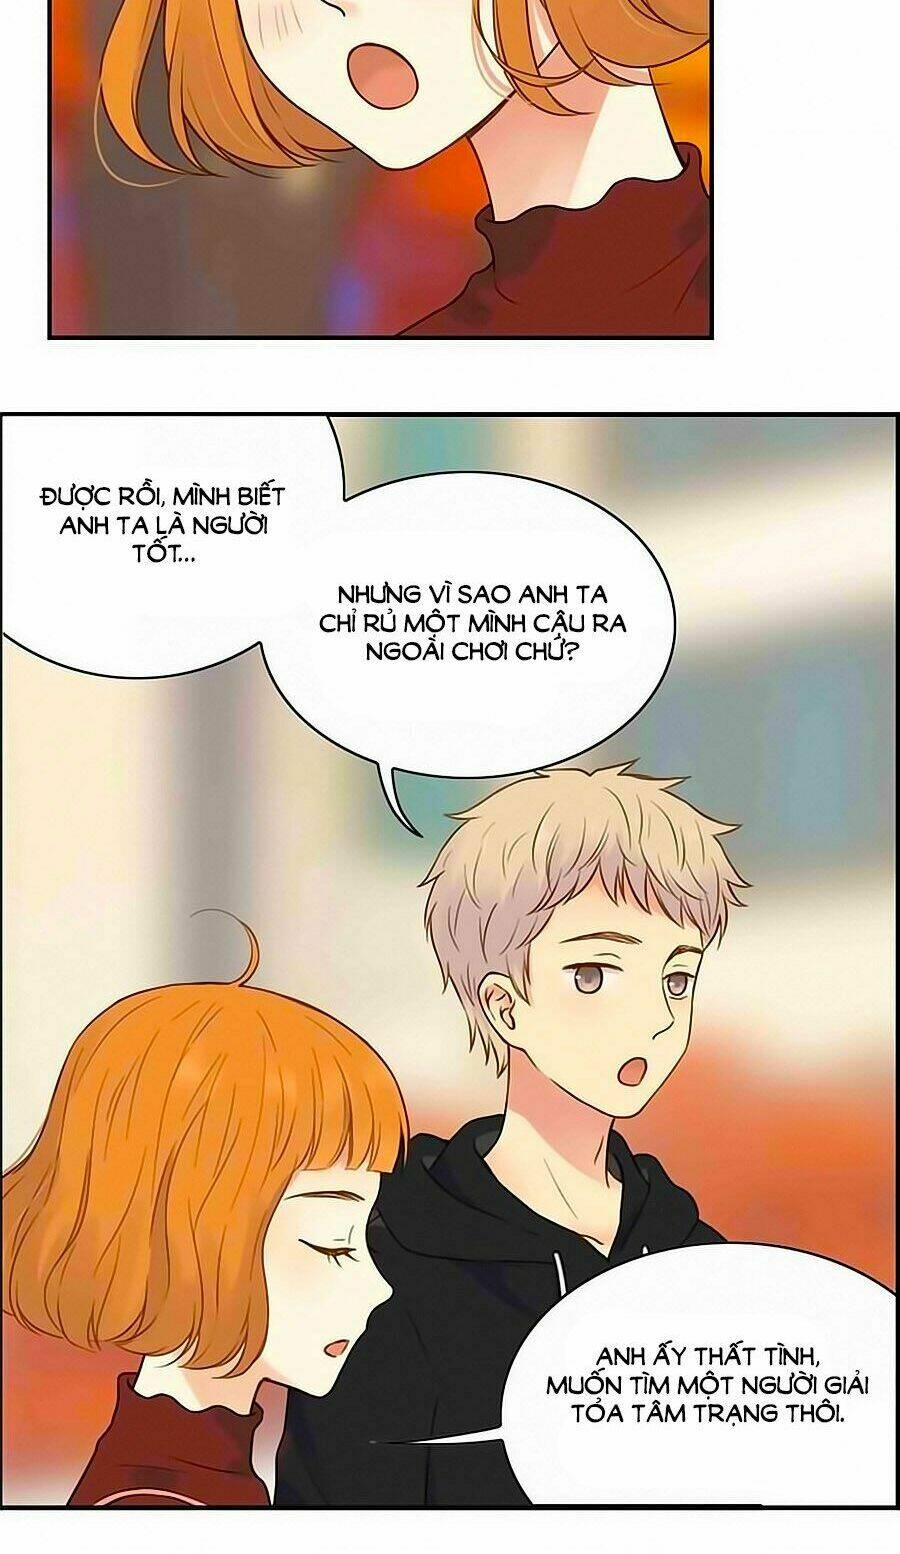 ĐƯỢC RỒI, MÌNH BIẾT
ANH TA LÀ NGƯỜI
TỐT...
NHƯNG VÌ SAO ANH TA
CHỈ RỦ MỘT MÌNH CẬU RA
NGOÀI CHƠI CHỨ?
ANH ẤY THẤT TÌNH,
MUỐN TÌM MỘT NGƯỜI GIẢI
TỎA TÂM TRẠNG THÔI.